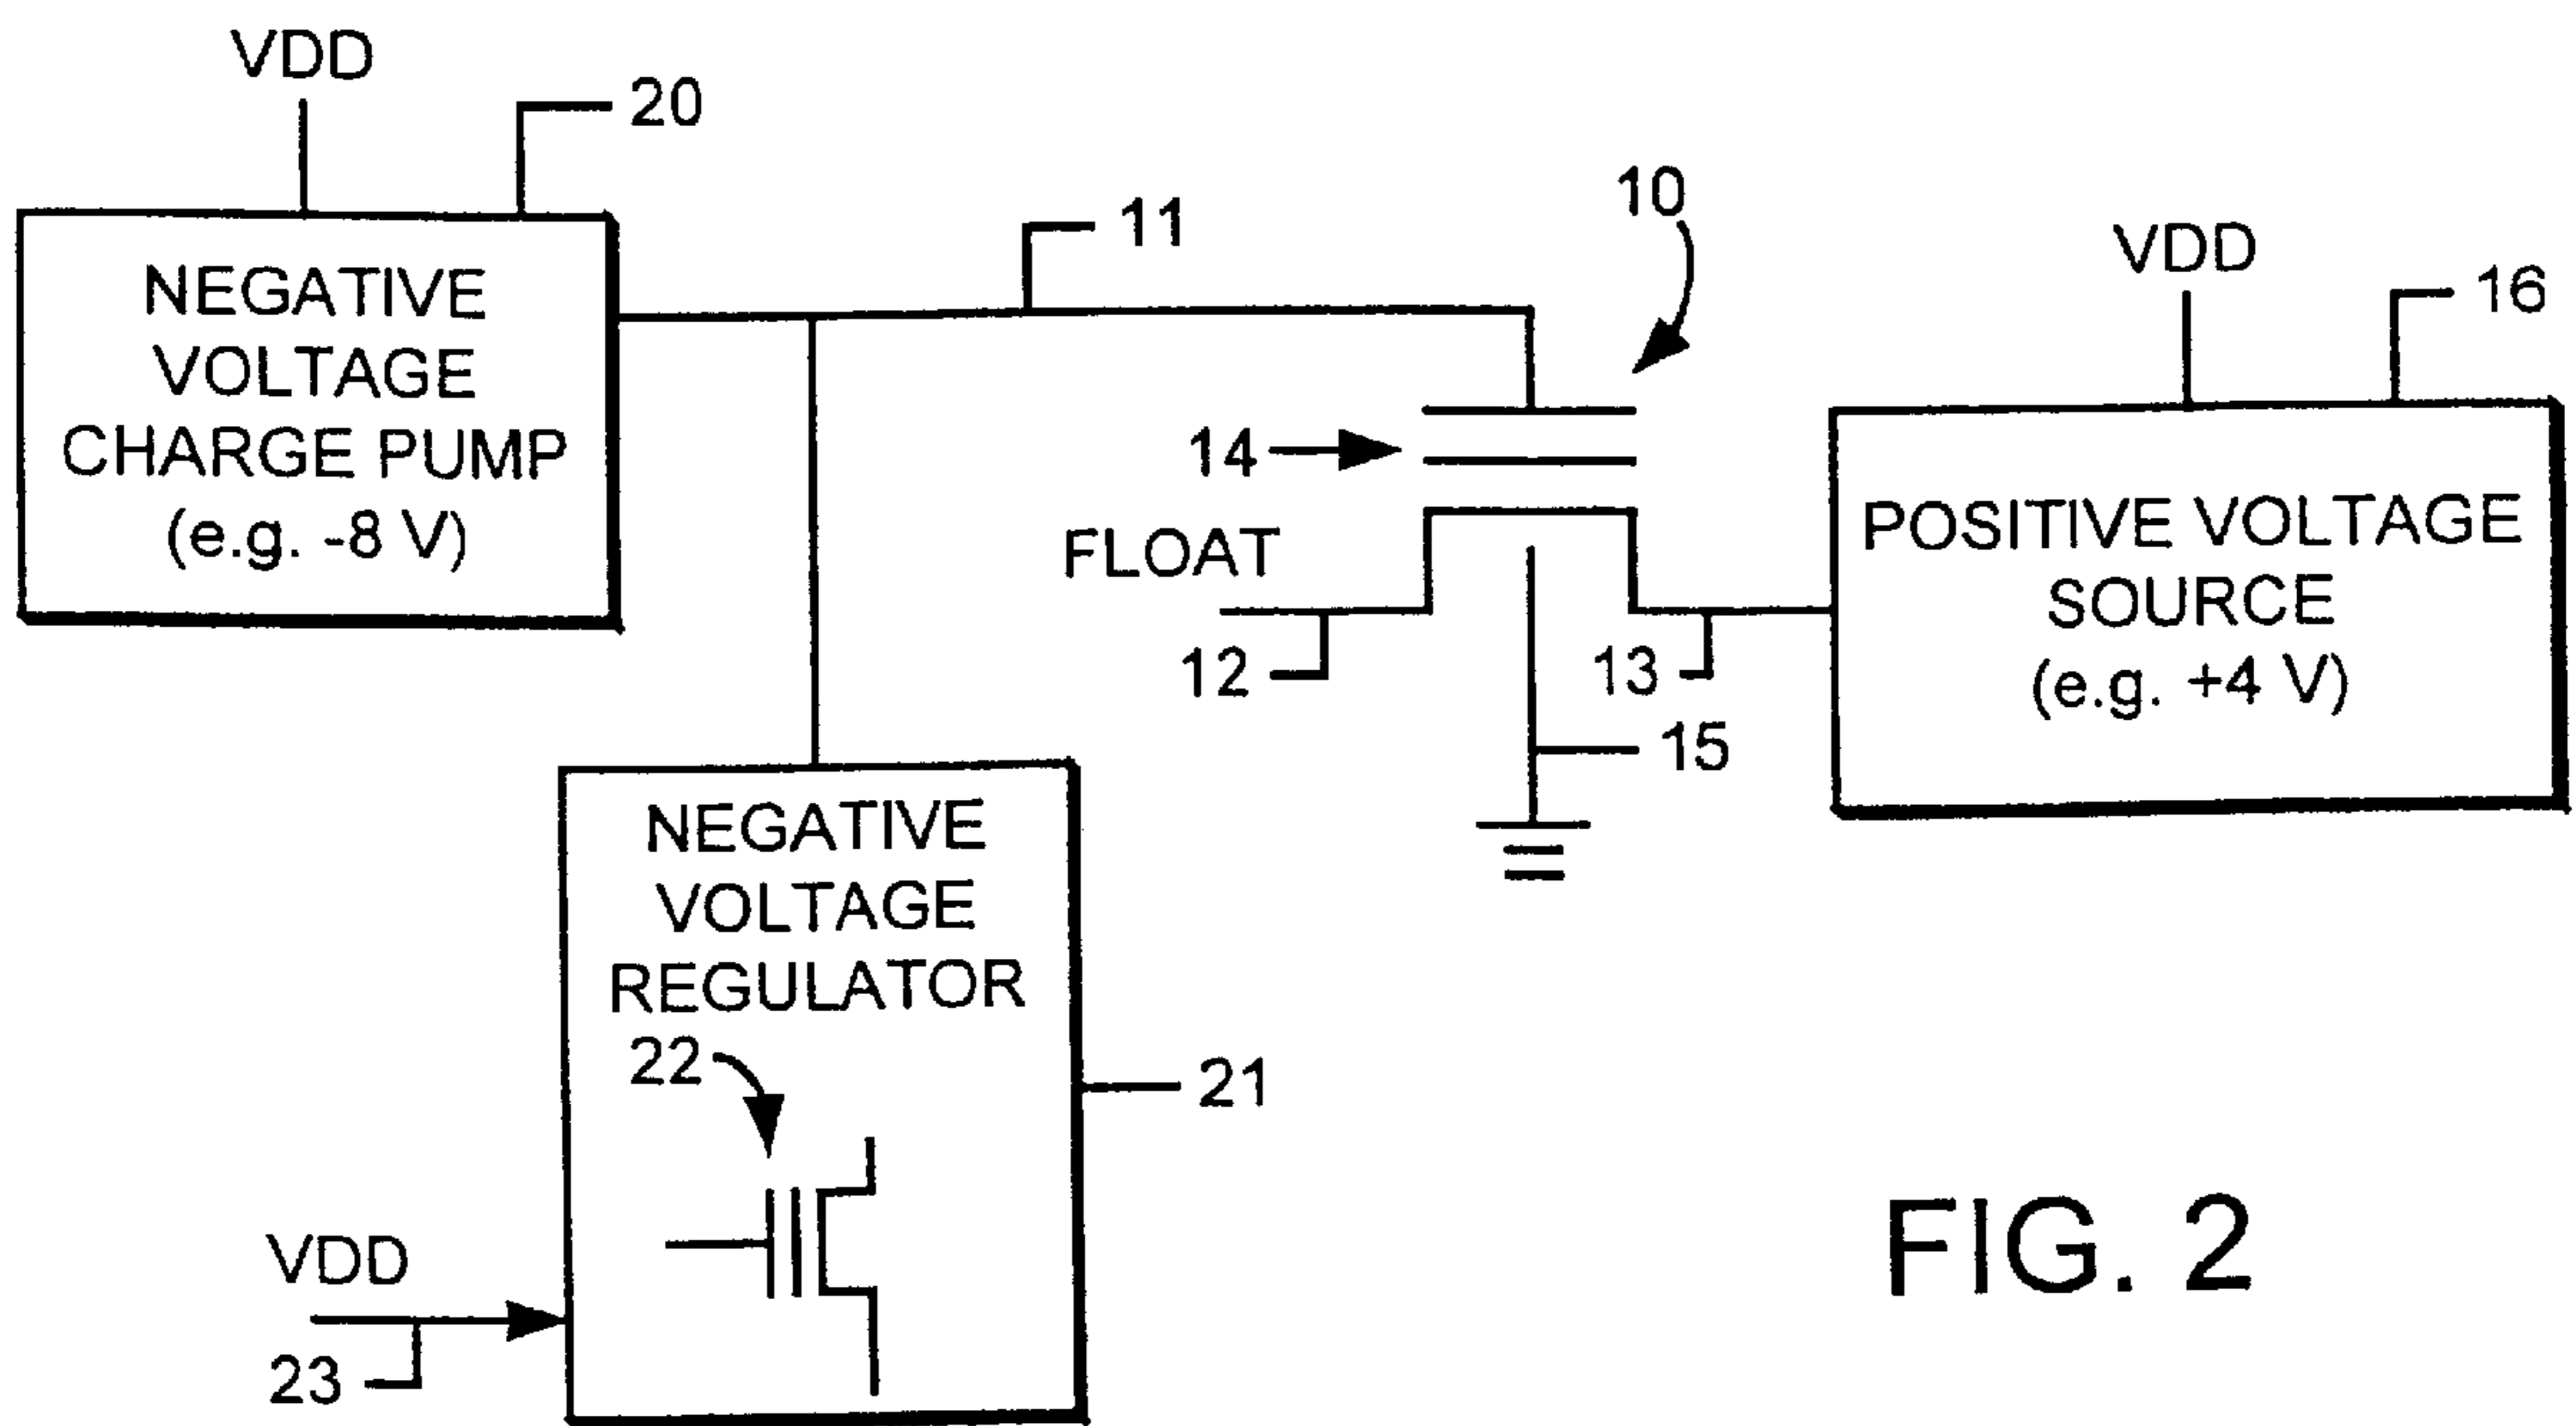 VDD
20
NEGATIVE
VOLTAGE
CHARGE PUMP
(e.g. -8 V)
11
10
VDD
16
14
FLOAT
12
13
15
POSITIVE VOLTAGE
SOURCE
(e.g. +4 V)
NEGATIVE
VOLTAGE
REGULATOR
22
21
VDD
23
FIG. 2